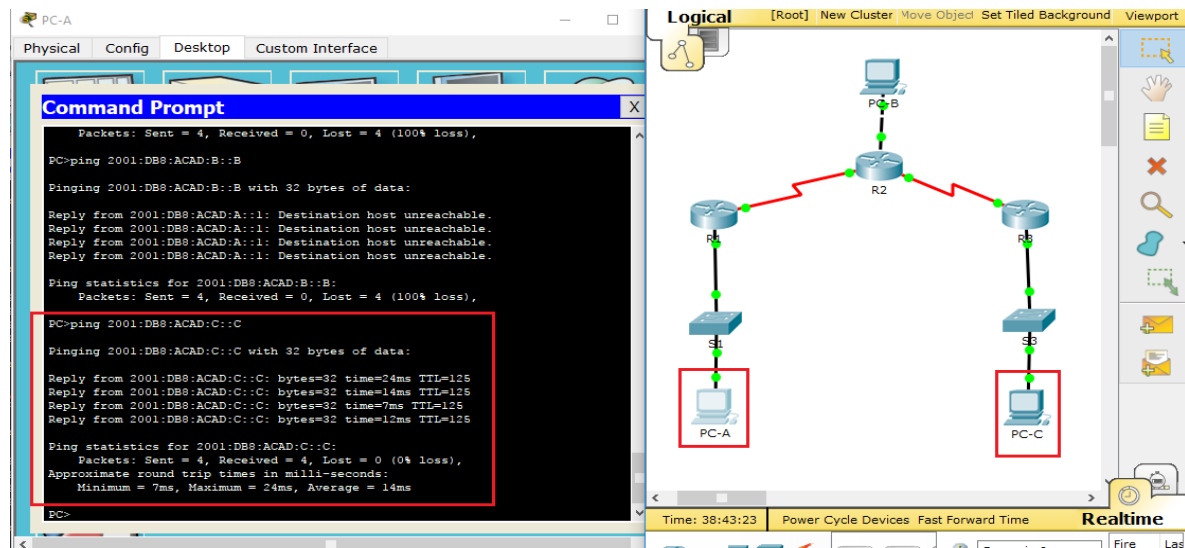 PC-A
Physical Config Desktop Custom Interface
Command Prompt X
Packets: Sent = 4, Received = 0, Lost = 4 (100% loss),
PC>ping 2001:DB8:ACAD:B::B
Pinging 2001:DB8:ACAD:B::B with 32 bytes of data:
Reply from 2001:DB8:ACAD:A::1: Destination host unreachable.
Reply from 2001:DB8:ACAD:A::1: Destination host unreachable.
Reply from 2001:DB8:ACAD:A::1: Destination host unreachable.
Reply from 2001:DB8:ACAD:A::1: Destination host unreachable.
Ping statistics for 2001:DB8:ACAD:B::B:
Packets: Sent = 4, Received = 0, Lost = 4 (100% loss),
PC>ping 2001:DB8:ACAD:C::C
Pinging 2001:DB8:ACAD:C::C with 32 bytes of data:
Reply from 2001:DB8:ACAD:C::C: bytes=32 time=24ms TTL=125
Reply from 2001:DB8:ACAD:C::C: bytes=32 time=14ms TTL=125
Reply from 2001:DB8:ACAD:C::C: bytes=32 time=7ms TTL=125
Reply from 2001:DB8:ACAD:C::C: bytes=32 time=12ms TTL=125
Ping statistics for 2001:DB8:ACAD:C::C:
Packets: Sent = 4, Received = 4, Lost = 0 (0% loss),
Approximate round trip times in milli-seconds:
Minimum = 7ms, Maximum = 24ms, Average = 14ms
PC>
Logical [Root] New Cluster Move Object Set Tiled Background Viewport
PC-B
R2
R1
R3
S1
S3
PC-A
PC-C
Time: 38:43:23 Power Cycle Devices Fast Forward Time Realtime
Fire